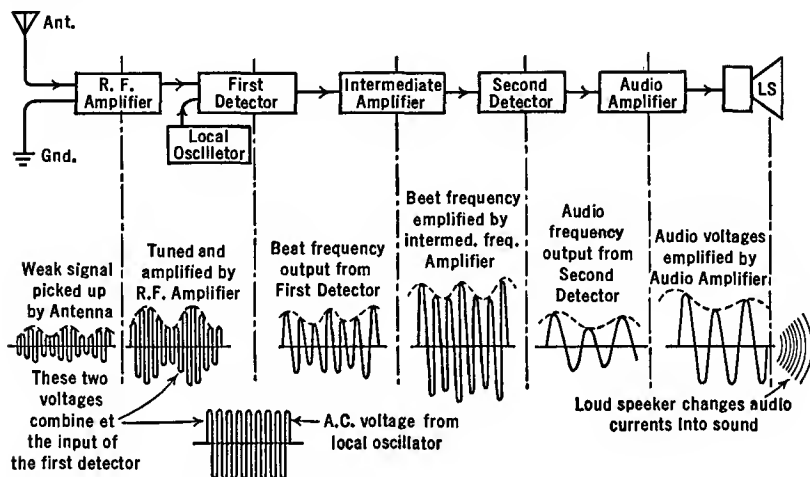 Ant.
R. F.
Amplifier
First
Detector
Intermediate
Amplifier
Second
Detector
Audio
Amplifier
LS
Local
Oscilletor
Gnd.
Weak signal
picked up
by Antenna
Tuned and
amplified by
R.F. Amplifier
Beat frequency
output from
First Detector
Beet frequency
emplified by
intermed. freq.
Amplifier
Audio
frequency
output from
Second
Detector
Audio voltages
emplified by
Audio Amplifier
These two
voltages
combine et
the input of
the first detector
A.C. voltage from
local oscillator
Loud speaker changes audio
currents into sound